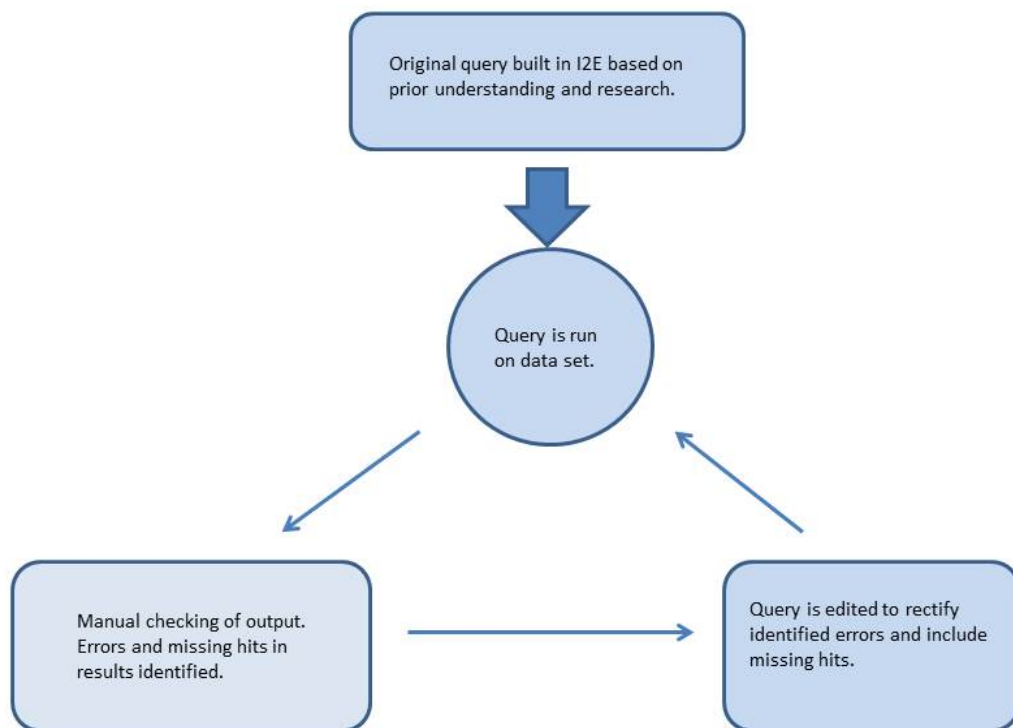 Original query built in I2E based on
prior understanding and research.
Query is run
on data set.
Manual checking of output.
Errors and missing hits in
results identified.
Query is edited to rectify
identified errors and include
missing hits.